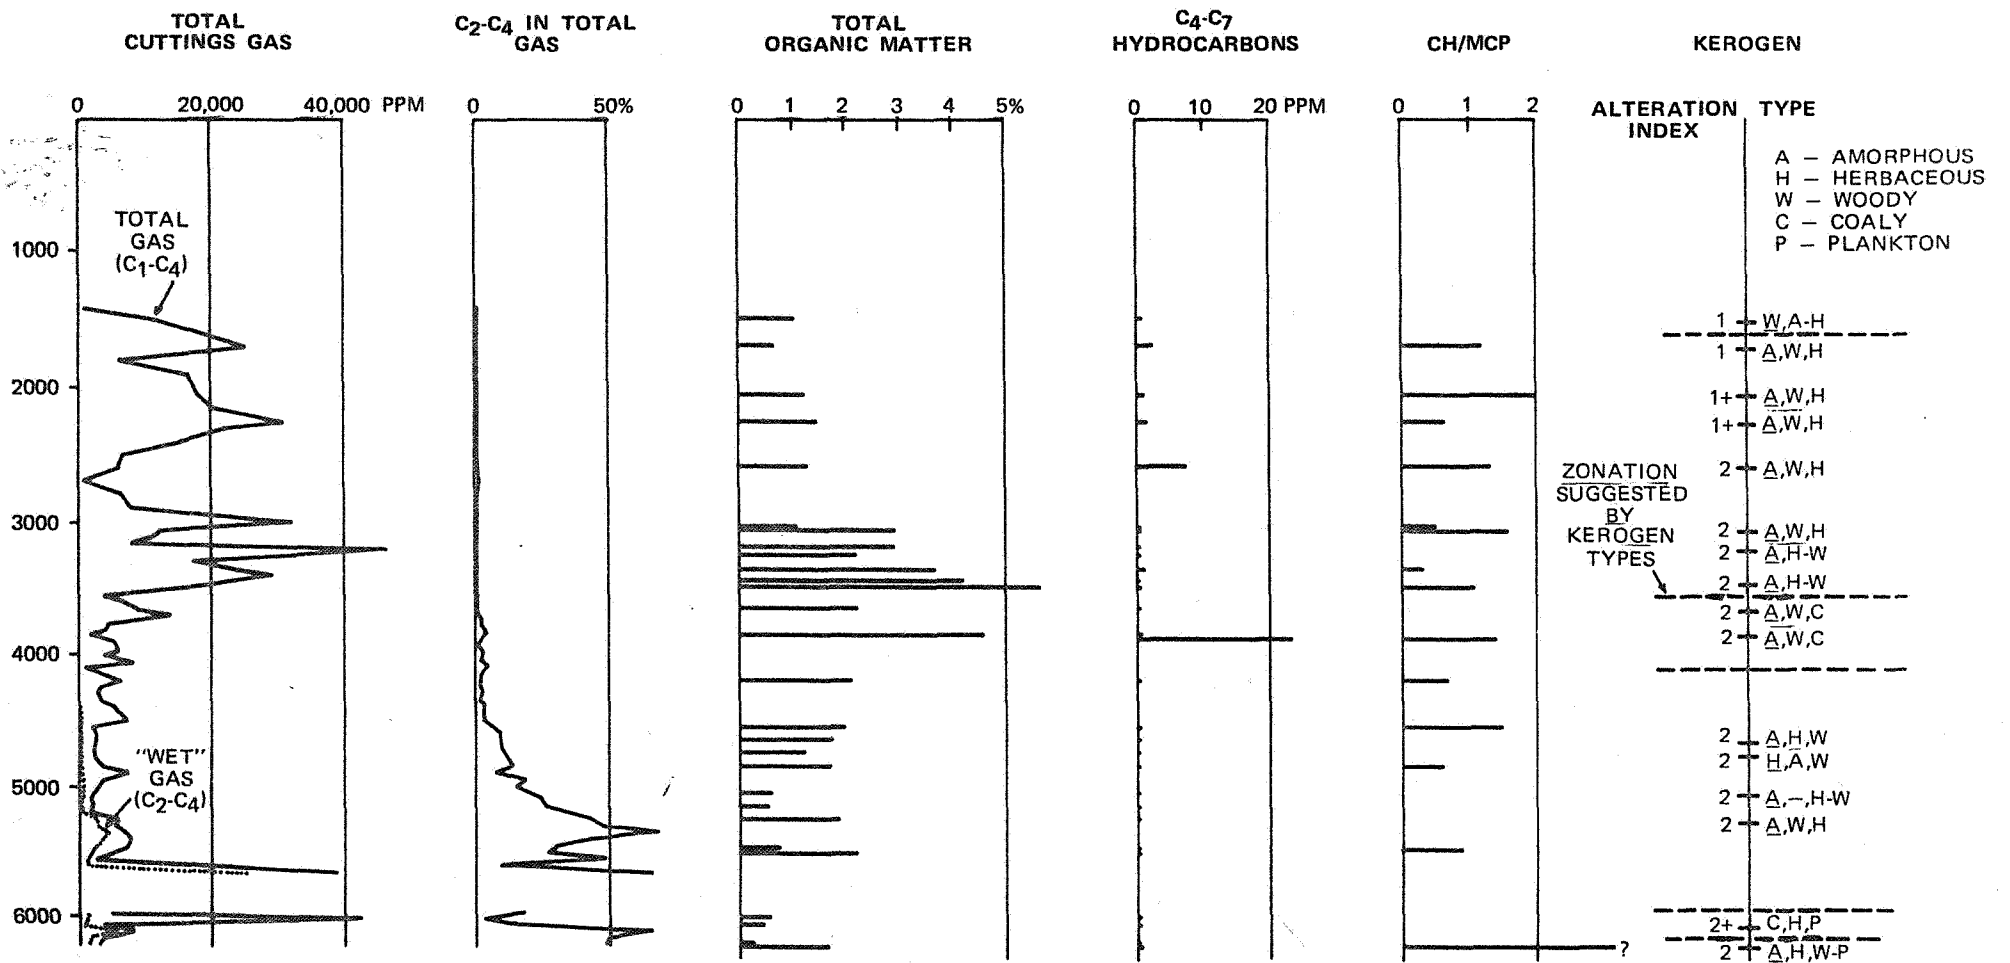 TOTAL
CUTTINGS GAS
C2-C4 IN TOTAL
GAS
TOTAL
ORGANIC MATTER
C4-C7
HYDROCARBONS
CH/MCP
KEROGEN
0 20,000 40,000 PPM
0 50%
0 1 2 3 4 5%
0 10 20 PPM
0 1 2
ALTERATION
INDEX
TYPE
A – AMORPHOUS
H – HERBACEOUS
W – WOODY
C – COALY
P – PLANKTON
1000
2000
3000
4000
5000
6000
TOTAL
GAS
(C1-C4)
"WET"
GAS
(C2-C4)
ZONATION
SUGGESTED
BY
KEROGEN
TYPES
1 W,A-H
1 A,W,H
1+ A,W,H
1+ A,W,H
2 A,W,H
2 A,W,H
2 A,H-W
2 A,H-W
2 A,W,C
2 A,W,C
2 A,H,W
2 H,A,W
2 A,–,H-W
2 A,W,H
2+ C,H,P
2 A,H,W-P
?